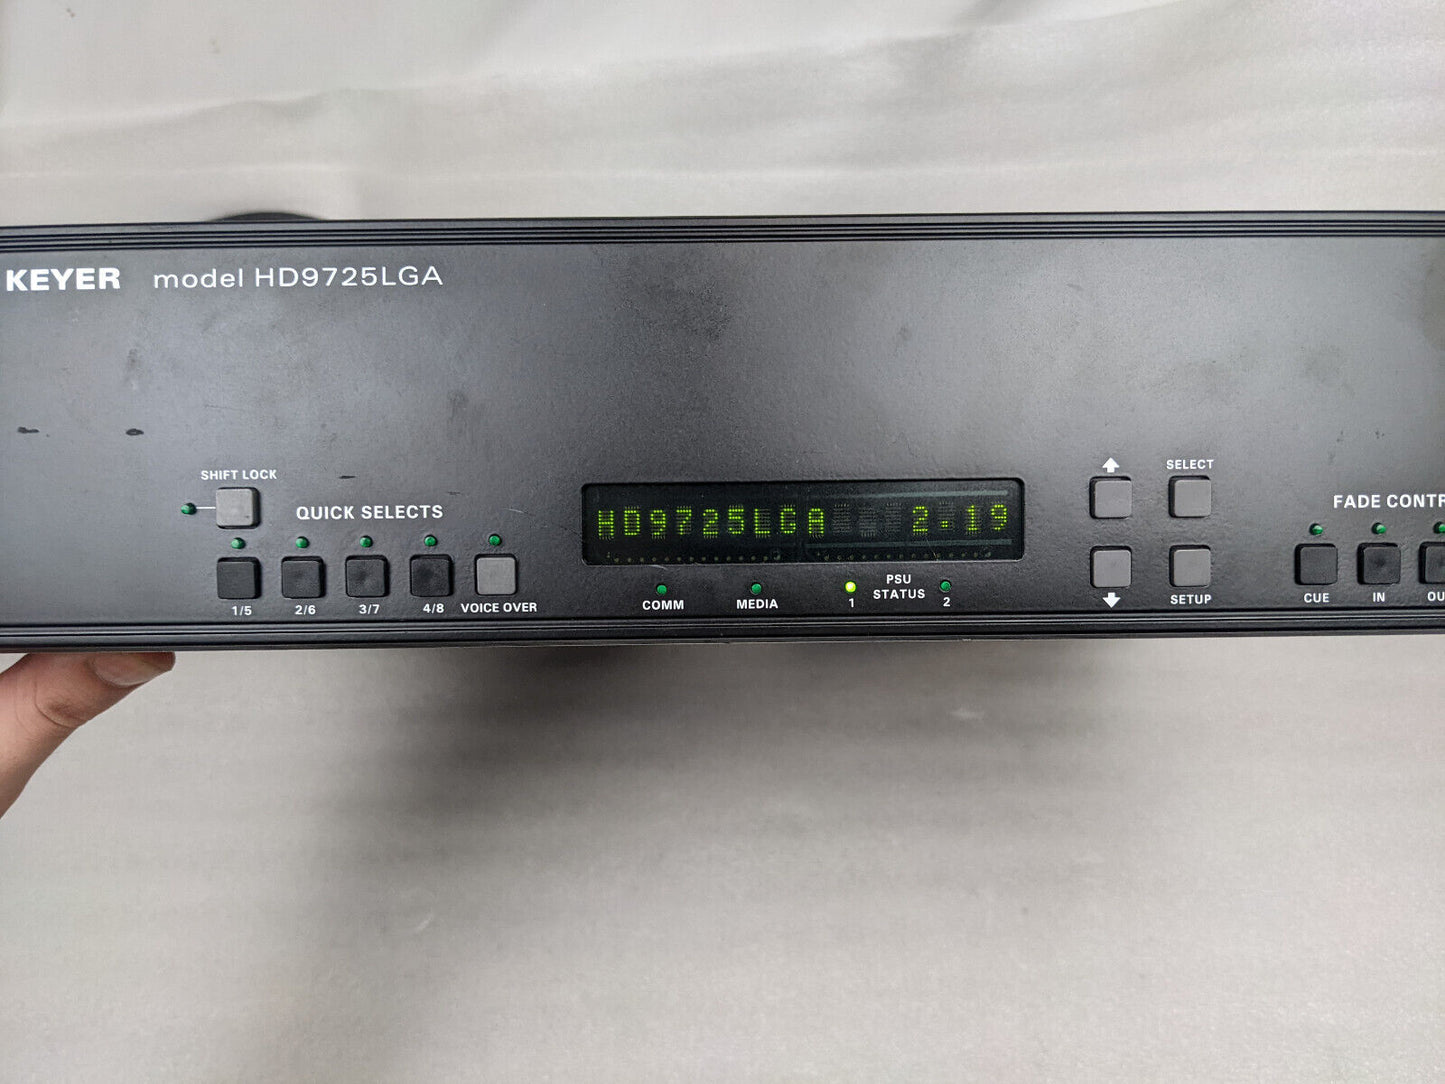 KEYER model HD9725LGA
SHIFT LOCK
QUICK SELECTS
1/5 2/6 3/7 4/8 VOICE OVER
HD9725LGA 2.19
COMM MEDIA 1 PSU STATUS 2
SELECT
SETUP
FADE CONTR
CUE IN OU